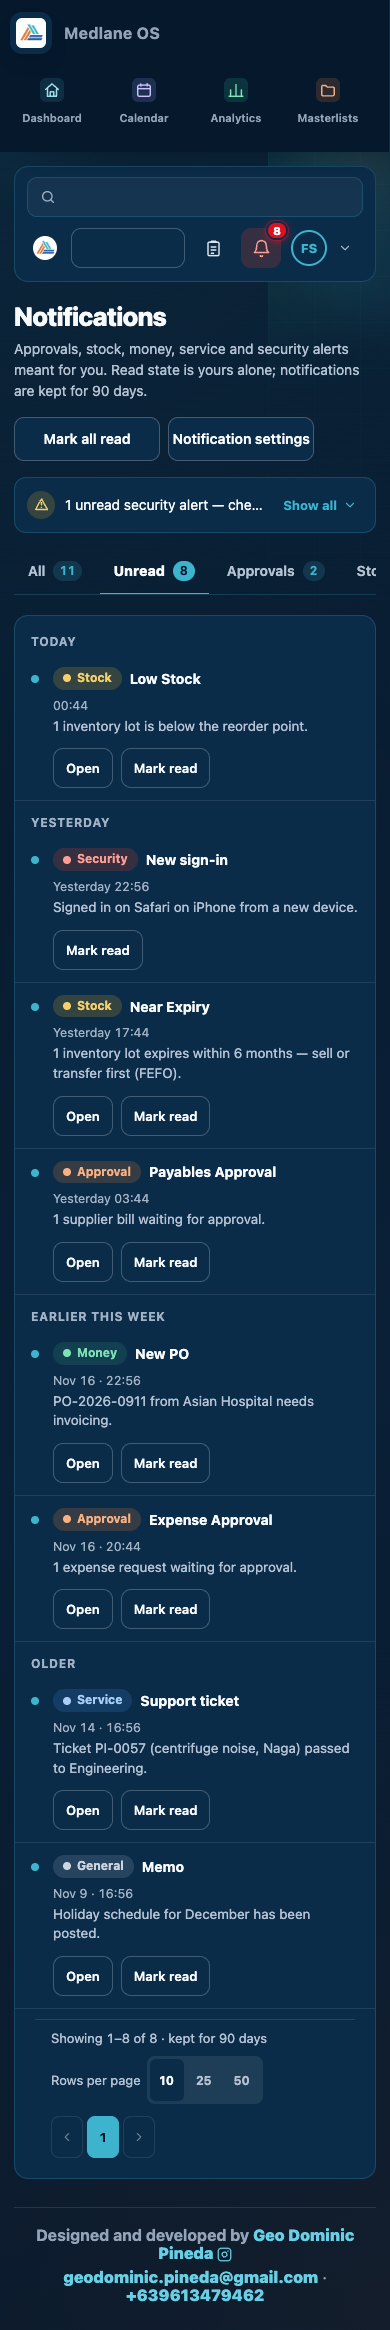 Medlane OS
Dashboard
Calendar
Analytics
Masterlists
8
FS
Notifications
Approvals, stock, money, service and security alerts
meant for you. Read state is yours alone; notifications
are kept for 90 days.
Mark all read
Notification settings
1 unread security alert — che...
Show all
All 11
Unread 8
Approvals 2
Sto
TODAY
Stock Low Stock
00:44
1 inventory lot is below the reorder point.
Open
Mark read
YESTERDAY
Security New sign-in
Yesterday 22:56
Signed in on Safari on iPhone from a new device.
Mark read
Stock Near Expiry
Yesterday 17:44
1 inventory lot expires within 6 months — sell or
transfer first (FEFO).
Open
Mark read
Approval Payables Approval
Yesterday 03:44
1 supplier bill waiting for approval.
Open
Mark read
EARLIER THIS WEEK
Money New PO
Nov 16 · 22:56
PO-2026-0911 from Asian Hospital needs
invoicing.
Open
Mark read
Approval Expense Approval
Nov 16 · 20:44
1 expense request waiting for approval.
Open
Mark read
OLDER
Service Support ticket
Nov 14 · 16:56
Ticket PI-0057 (centrifuge noise, Naga) passed
to Engineering.
Open
Mark read
General Memo
Nov 9 · 16:56
Holiday schedule for December has been
posted.
Open
Mark read
Showing 1–8 of 8 · kept for 90 days
Rows per page 10 25 50
1
Designed and developed by Geo Dominic
Pineda
geodominic.pineda@gmail.com ·
+639613479462